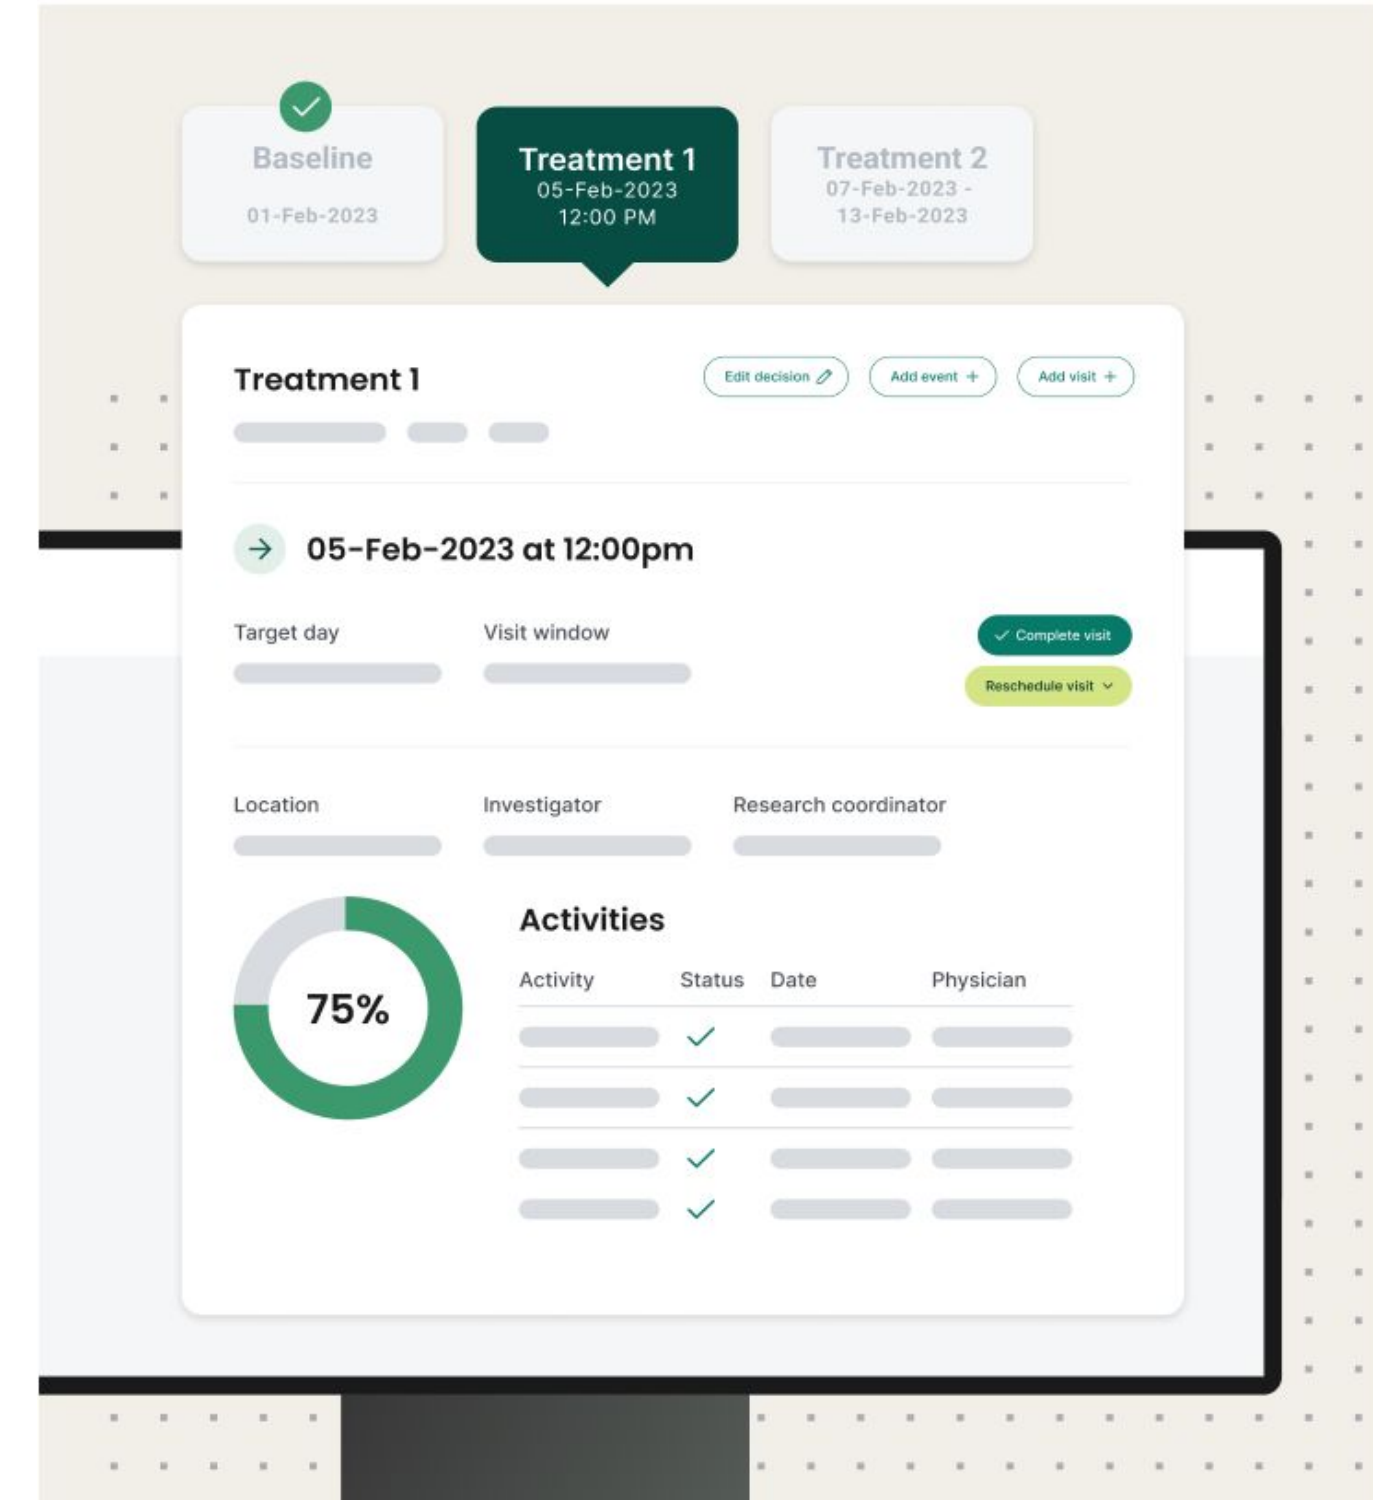 Baseline
01-Feb-2023
Treatment 1
05-Feb-2023
12:00 PM
Treatment 2
07-Feb-2023 -
13-Feb-2023
Treatment 1
Edit decision
Add event +
Add visit +
05-Feb-2023 at 12:00pm
Target day
Visit window
Complete visit
Reschedule visit
Location
Investigator
Research coordinator
75%
Activities
Activity Status Date Physician